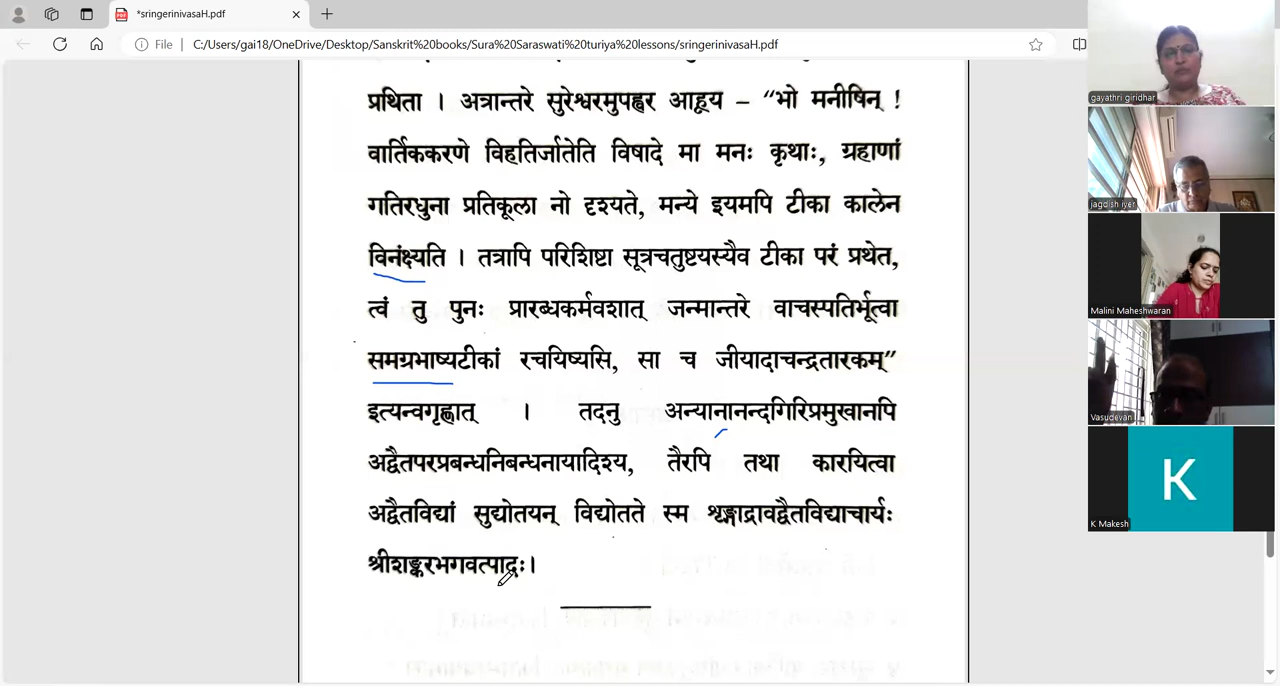 *sringerinivasaH.pdf
File
C:/Users/gai18/OneDrive/Desktop/Sanskrit%20books/Sura%20Saraswati%20turiya%20lessons/sringerinivasaH.pdf
प्रथिता । अत्रान्तरे सुरेश्वरमुपह्वर आहूय – “भो मनीषिन् !
वार्तिककरणे विहतिर्जातेति विषादे मा मनः कृथाः, ग्रहाणां
गतिरधुना प्रतिकूला नो दृश्यते, मन्ये इयमपि टीका कालेन
विनंक्ष्यति । तत्रापि परिशिष्टा सूत्रचतुष्टयस्यैव टीका परं प्रथेत,
त्वं तु पुनः प्रारब्धकर्मवशात् जन्मान्तरे वाचस्पतिर्भूत्वा
समग्रभाष्यटीकां रचयिष्यसि, सा च जीयादाचन्द्रतारकम्”
इत्यन्वगृह्णात् । तदनु अन्यानानन्दगिरिप्रमुखानपि
अद्वैतपरप्रबन्धनिबन्धनायादिश्य, तैरपि तथा कारयित्वा
अद्वैतविद्यां सुद्योतयन् विद्योतते स्म शृङ्गाद्रावद्वैतविद्याचार्यः
श्रीशङ्करभगवत्पादः।
gayathri giridhar
jagdish iyer
Malini Maheshwaran
Vasudevan
K
K Makesh